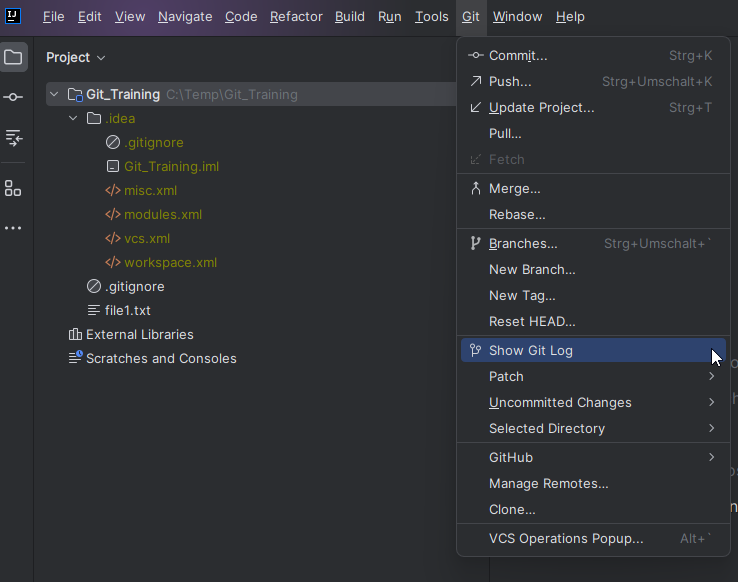 IJ
File Edit View Navigate Code Refactor Build Run Tools Git Window Help
Project
Git_Training C:\Temp\Git_Training
.idea
.gitignore
Git_Training.iml
misc.xml
modules.xml
vcs.xml
workspace.xml
.gitignore
file1.txt
External Libraries
Scratches and Consoles
Commit... Strg+K
Push... Strg+Umschalt+K
Update Project... Strg+T
Pull...
Fetch
Merge...
Rebase...
Branches... Strg+Umschalt+`
New Branch...
New Tag...
Reset HEAD...
Show Git Log
Patch
Uncommitted Changes
Selected Directory
GitHub
Manage Remotes...
Clone...
VCS Operations Popup... Alt+`